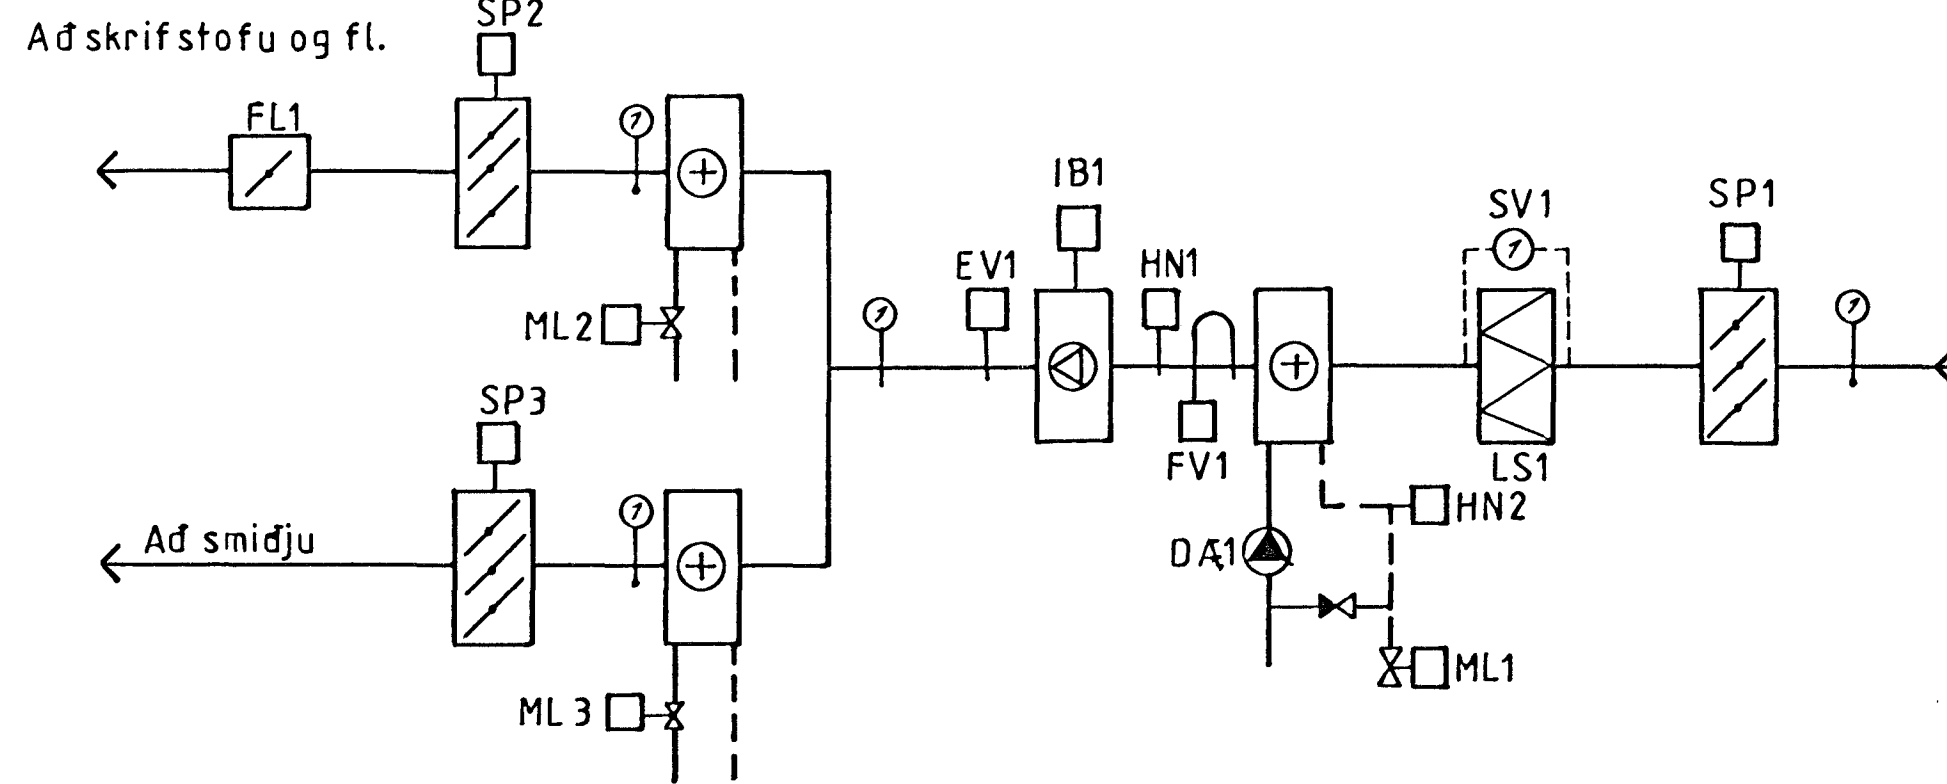 SP2
Að skrifstofu og fl.
FL1
IB1
SV1
SP1
EV1
HN1
ML2
SP3
FV1
LS1
HN2
Að smiðju
DÆ1
ML1
ML3